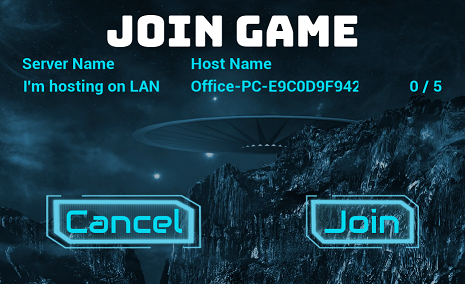 JOIN GAME
Server Name Host Name
I'm hosting on LAN Office-PC-E9C0D9F942 0 / 5
Cancel Join